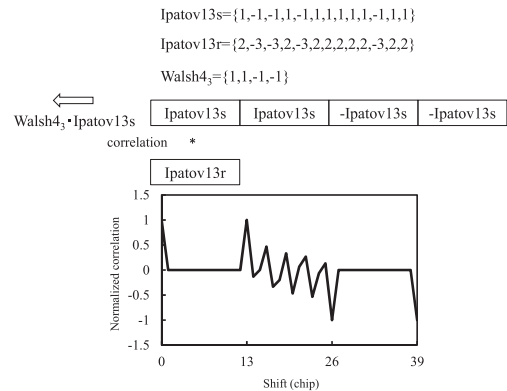 Ipatov13s={1,-1,-1,1,-1,1,1,1,1,1,-1,1,1}
Ipatov13r={2,-3,-3,2,-3,2,2,2,2,2,-3,2,2}
Walsh4₃={1,1,-1,-1}
Walsh4₃·Ipatov13s
Ipatov13s Ipatov13s -Ipatov13s -Ipatov13s
correlation *
Ipatov13r
Normalized correlation
1.5
1
0.5
0
-0.5
-1
-1.5
0 13 26 39
Shift (chip)